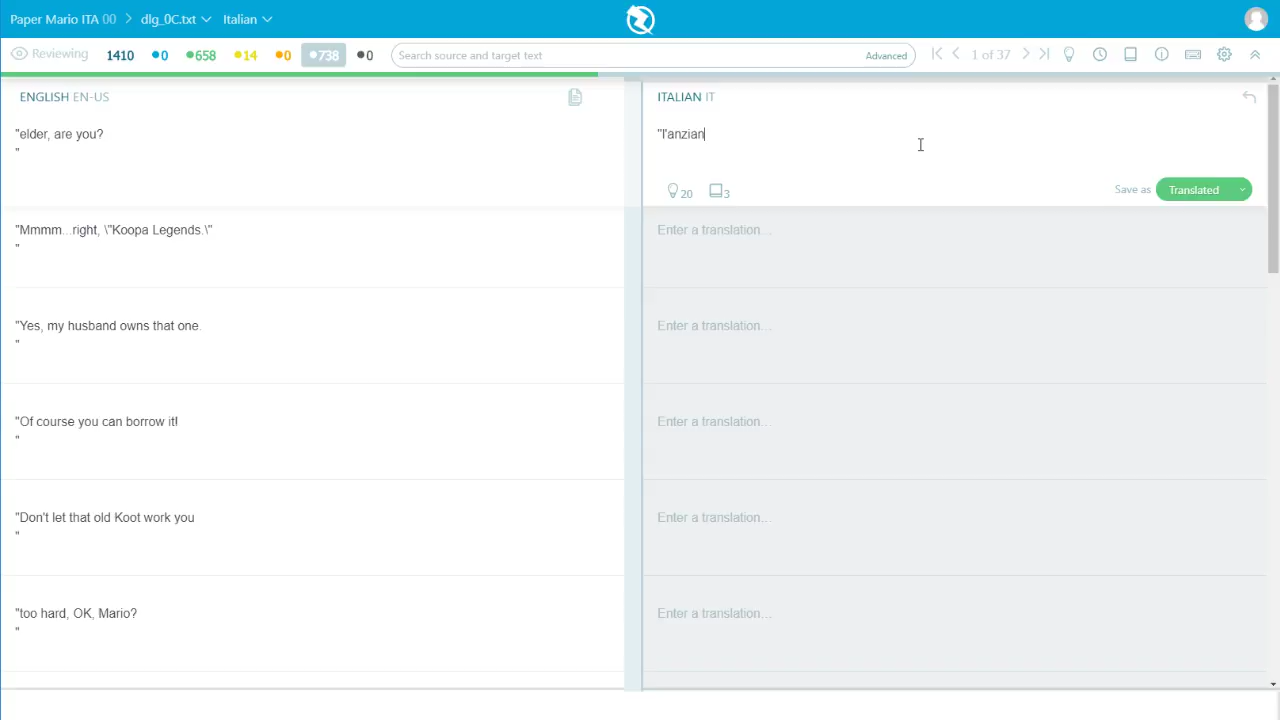 Paper Mario ITA 00 > dlg_0C.txt Italian
Reviewing 1410 0 658 14 0 738 0 Search source and target text Advanced 1 of 37
ENGLISH EN-US
ITALIAN IT
"elder, are you?
"
"l'anzian
20 3
Save as Translated
"Mmmm...right, \"Koopa Legends.\"
"
Enter a translation...
"Yes, my husband owns that one.
"
Enter a translation...
"Of course you can borrow it!
"
Enter a translation...
"Don't let that old Koot work you
"
Enter a translation...
"too hard, OK, Mario?
"
Enter a translation...